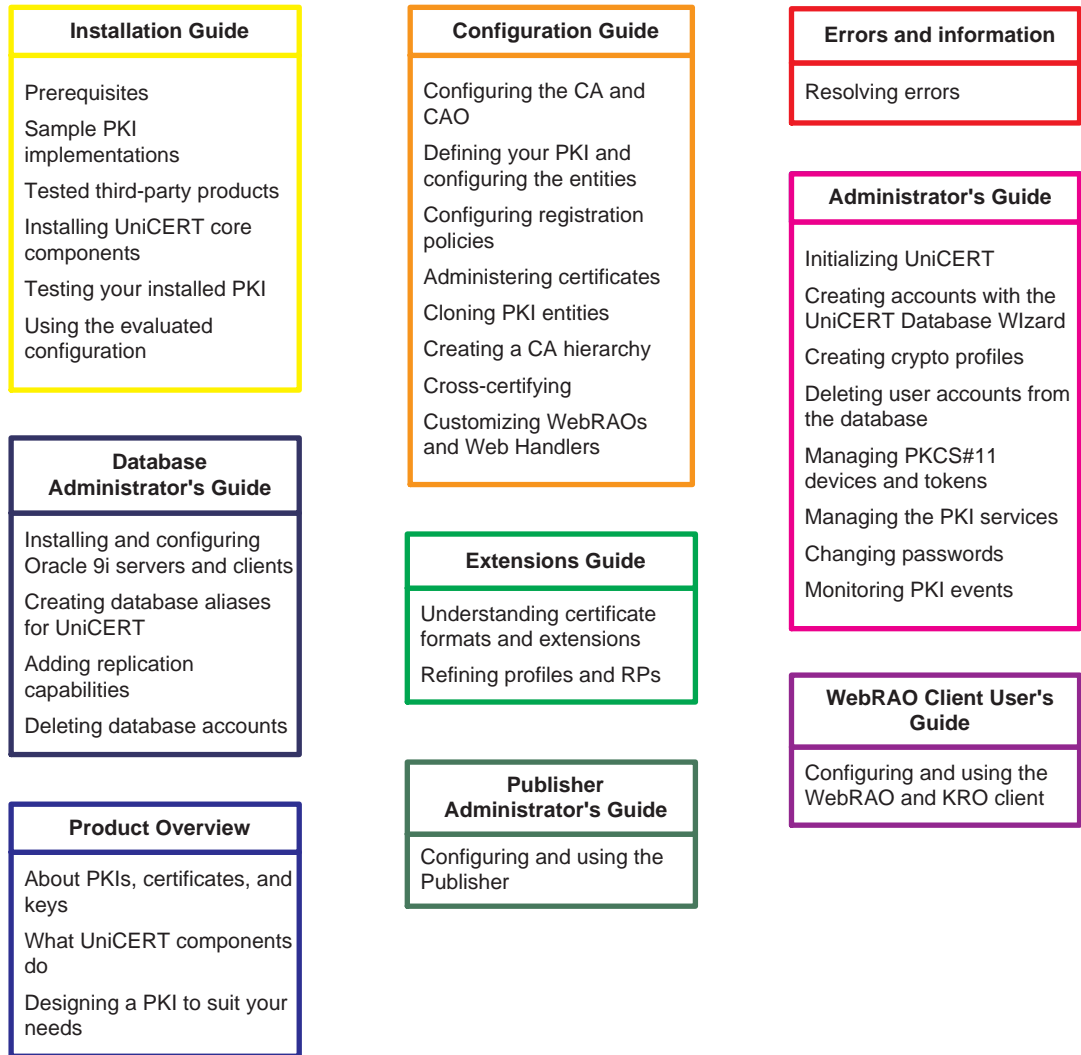 Installation Guide
Prerequisites
Sample PKI
implementations
Tested third-party products
Installing UniCERT core
components
Testing your installed PKI
Using the evaluated
configuration
Database
Administrator's Guide
Installing and configuring
Oracle 9i servers and clients
Creating database aliases
for UniCERT
Adding replication
capabilities
Deleting database accounts
Product Overview
About PKIs, certificates, and
keys
What UniCERT components
do
Designing a PKI to suit your
needs
Configuration Guide
Configuring the CA and
CAO
Defining your PKI and
configuring the entities
Configuring registration
policies
Administering certificates
Cloning PKI entities
Creating a CA hierarchy
Cross-certifying
Customizing WebRAOs
and Web Handlers
Extensions Guide
Understanding certificate
formats and extensions
Refining profiles and RPs
Publisher
Administrator's Guide
Configuring and using the
Publisher
Errors and information
Resolving errors
Administrator's Guide
Initializing UniCERT
Creating accounts with the
UniCERT Database WIzard
Creating crypto profiles
Deleting user accounts from
the database
Managing PKCS#11
devices and tokens
Managing the PKI services
Changing passwords
Monitoring PKI events
WebRAO Client User's
Guide
Configuring and using the
WebRAO and KRO client